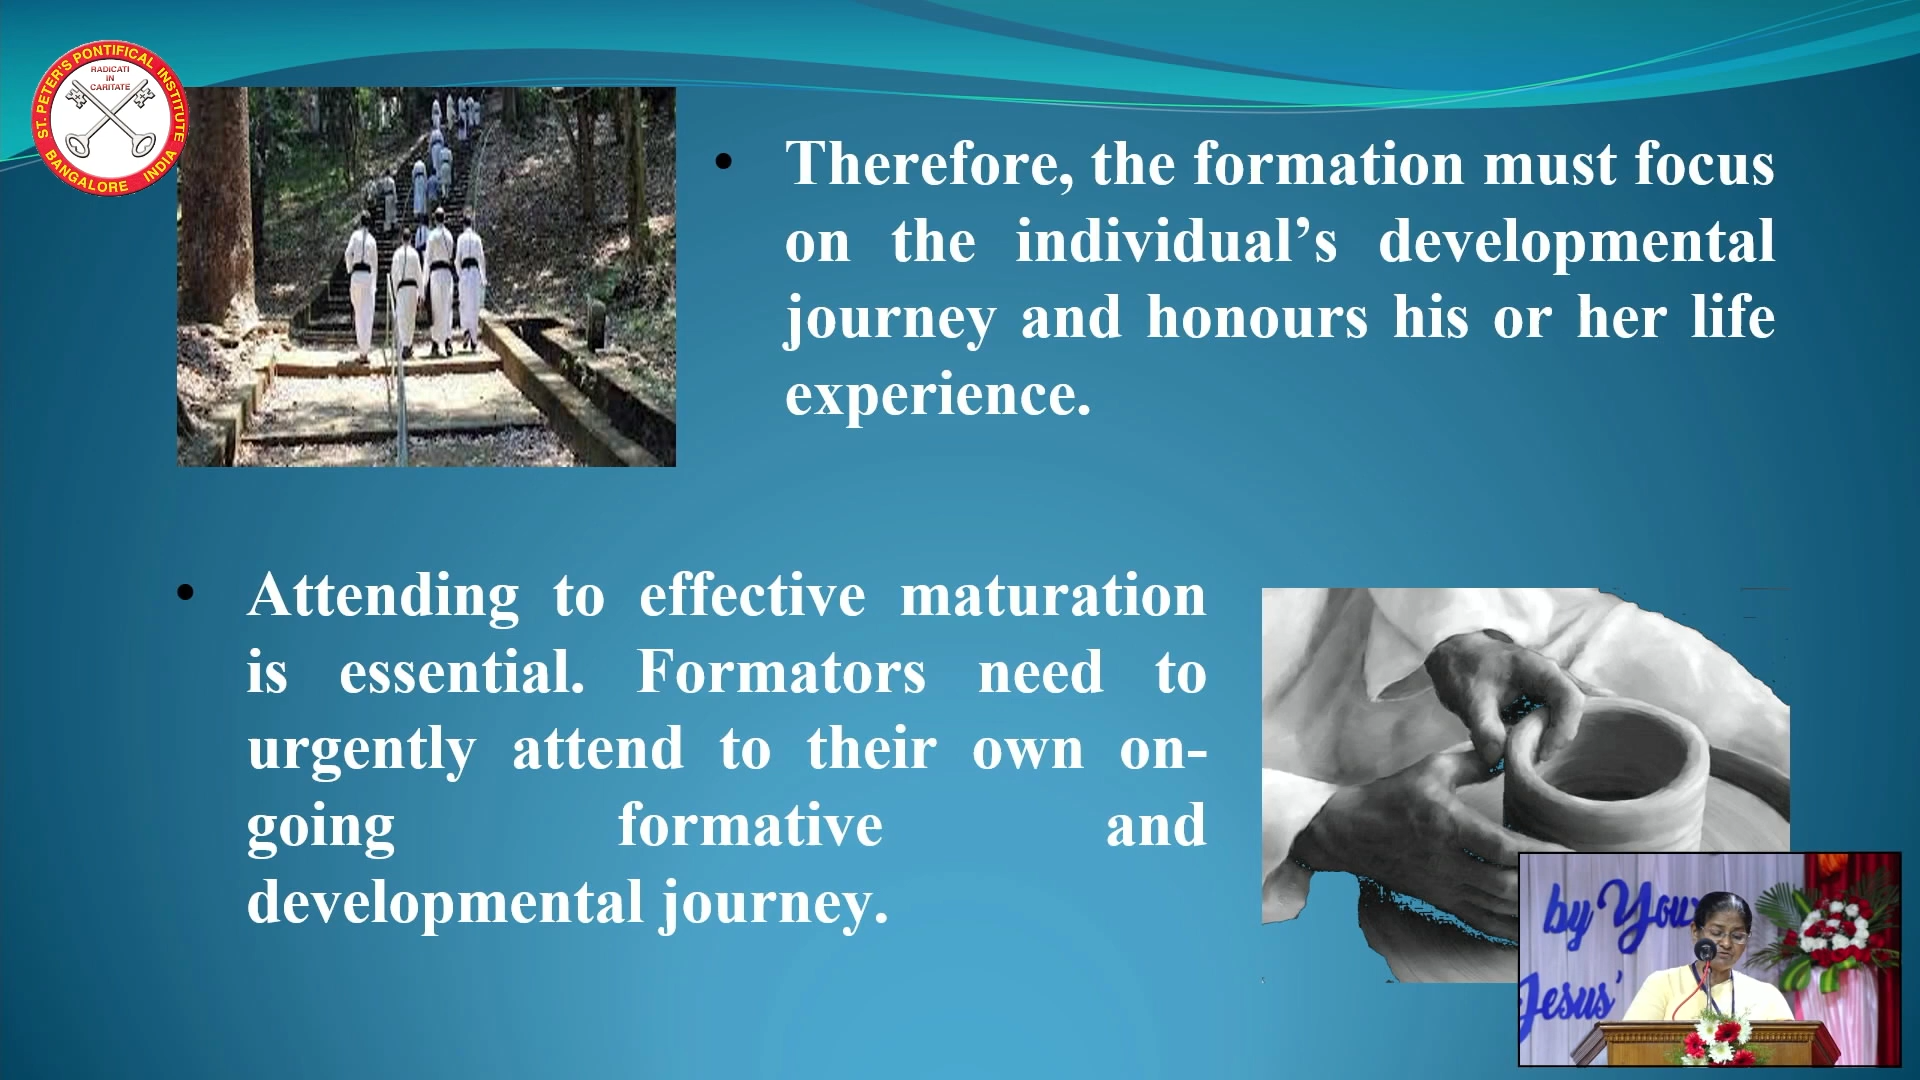 ST. PETER'S PONTIFICAL INSTITUTE
RADICATI
IN
CARITATE
BANGALORE INDIA
• Therefore, the formation must focus
on the individual’s developmental
journey and honours his or her life
experience.
• Attending to effective maturation
is essential. Formators need to
urgently attend to their own on-
going formative and
developmental journey.
by You
Jesus'